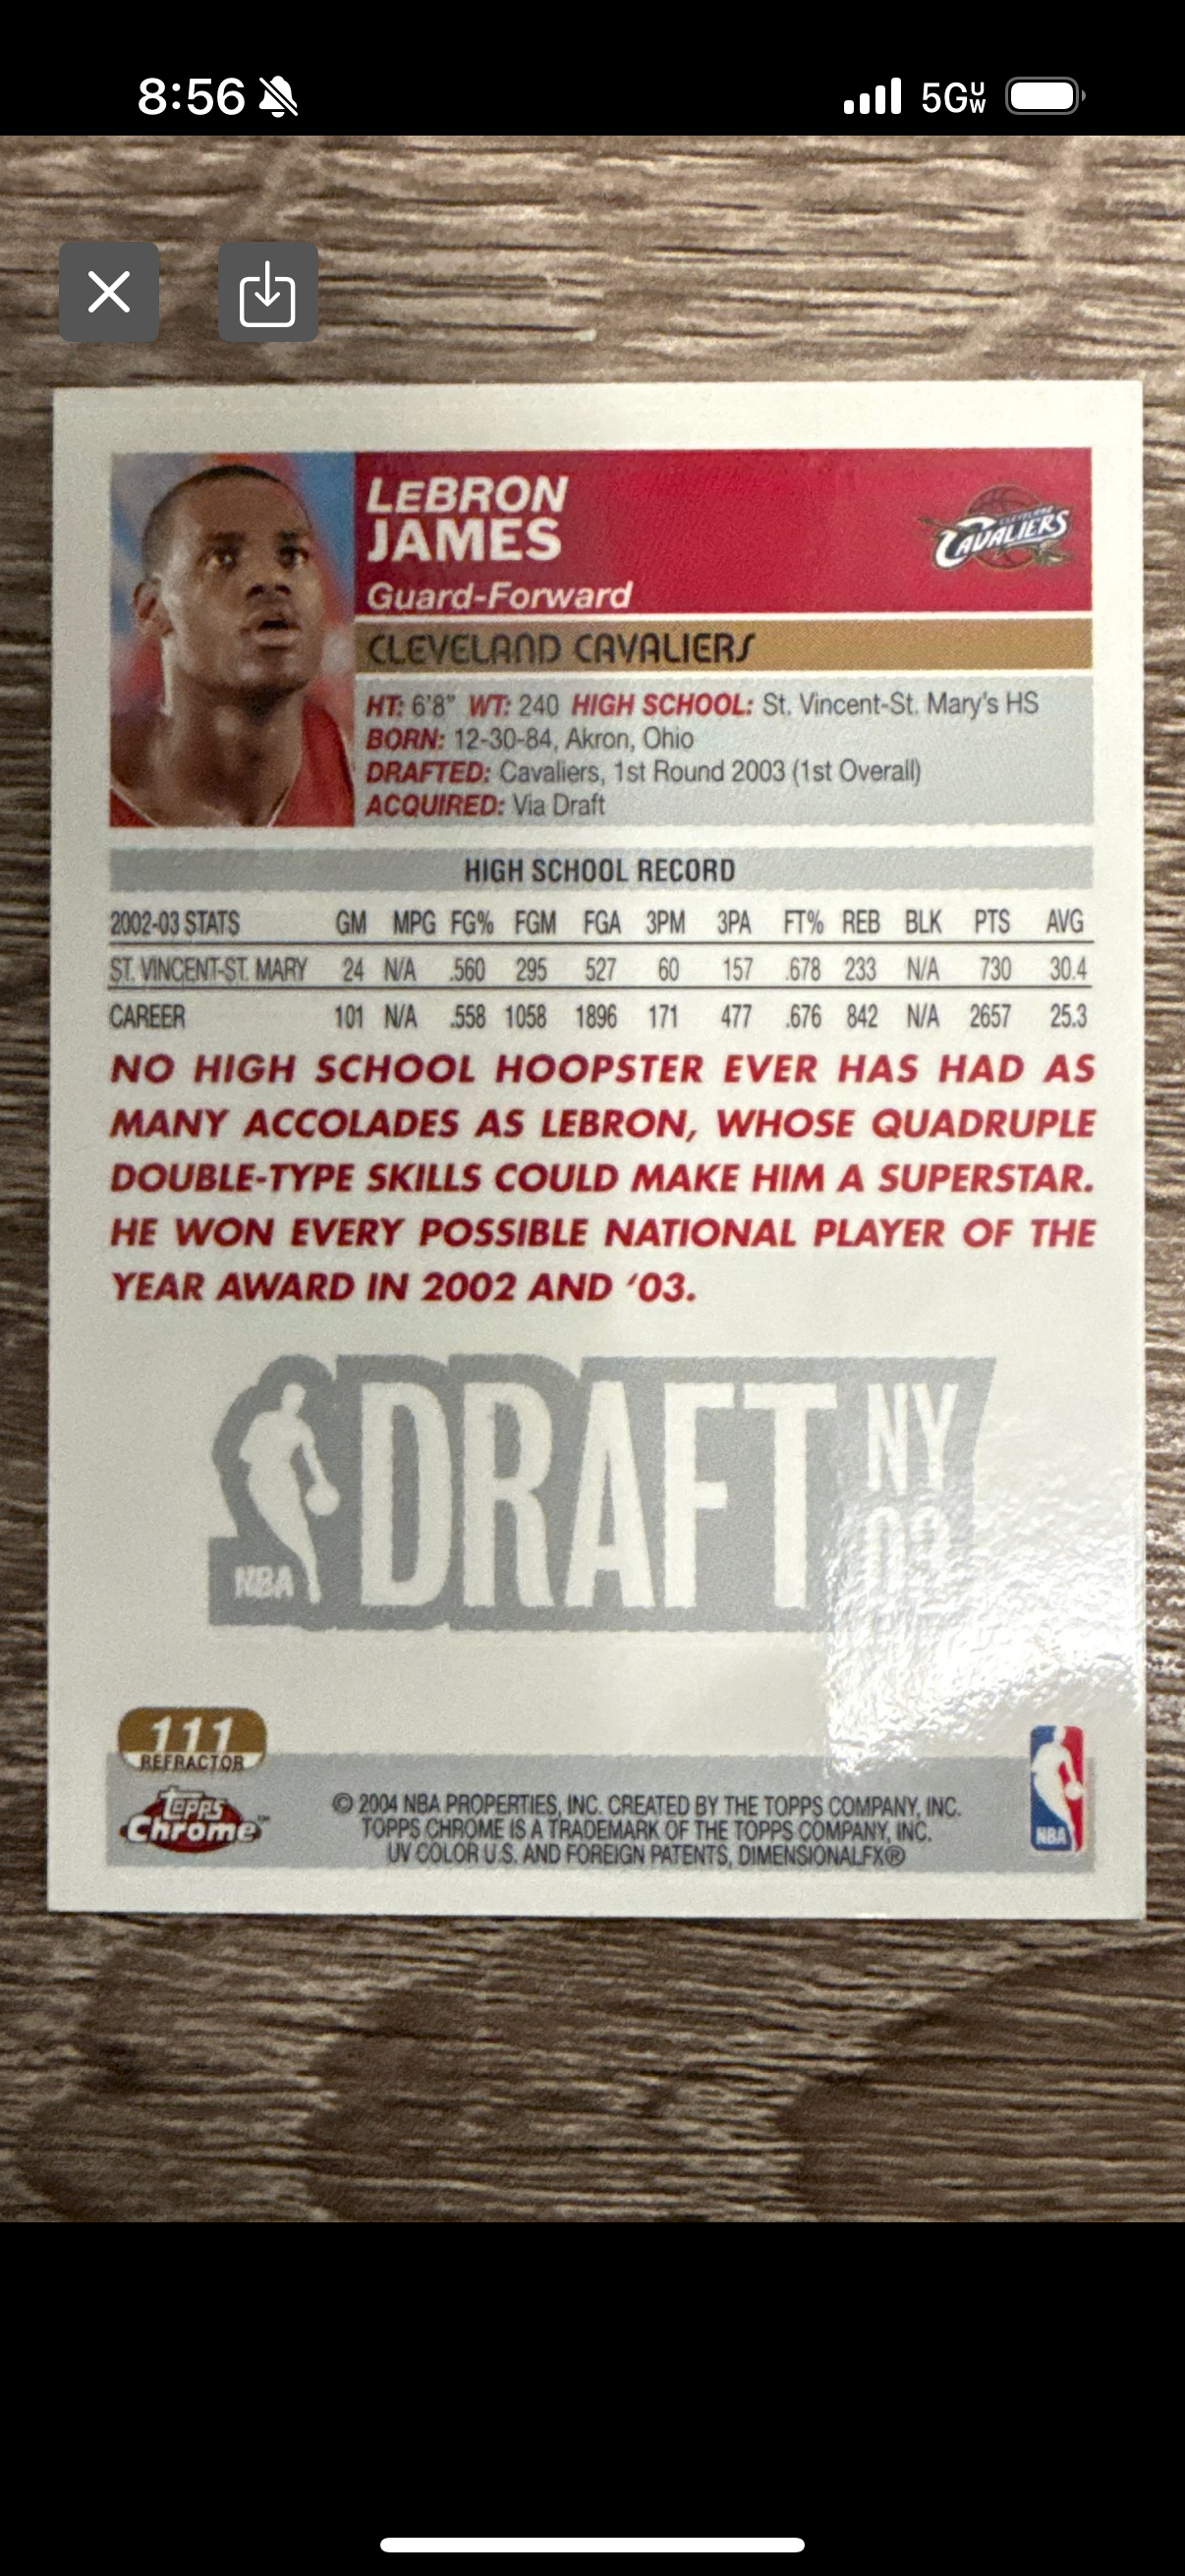 8:56
5G UW
LeBRON
JAMES
Guard-Forward
CAVALIERS
CLEVELAND CAVALIERS
HT: 6'8" WT: 240 HIGH SCHOOL: St. Vincent-St. Mary's HS
BORN: 12-30-84, Akron, Ohio
DRAFTED: Cavaliers, 1st Round 2003 (1st Overall)
ACQUIRED: Via Draft
HIGH SCHOOL RECORD
2002-03 STATS GM MPG FG% FGM FGA 3PM 3PA FT% REB BLK PTS AVG
ST. VINCENT-ST. MARY 24 N/A .560 295 527 60 157 .678 233 N/A 730 30.4
CAREER 101 N/A .558 1058 1896 171 477 .676 842 N/A 2657 25.3
NO HIGH SCHOOL HOOPSTER EVER HAS HAD AS
MANY ACCOLADES AS LEBRON, WHOSE QUADRUPLE
DOUBLE-TYPE SKILLS COULD MAKE HIM A SUPERSTAR.
HE WON EVERY POSSIBLE NATIONAL PLAYER OF THE
YEAR AWARD IN 2002 AND '03.
NBA DRAFT NY
111
REFRACTOR
Topps
Chrome™
© 2004 NBA PROPERTIES, INC. CREATED BY THE TOPPS COMPANY, INC.
TOPPS CHROME IS A TRADEMARK OF THE TOPPS COMPANY, INC.
UV COLOR U.S. AND FOREIGN PATENTS, DIMENSIONALFX®
NBA